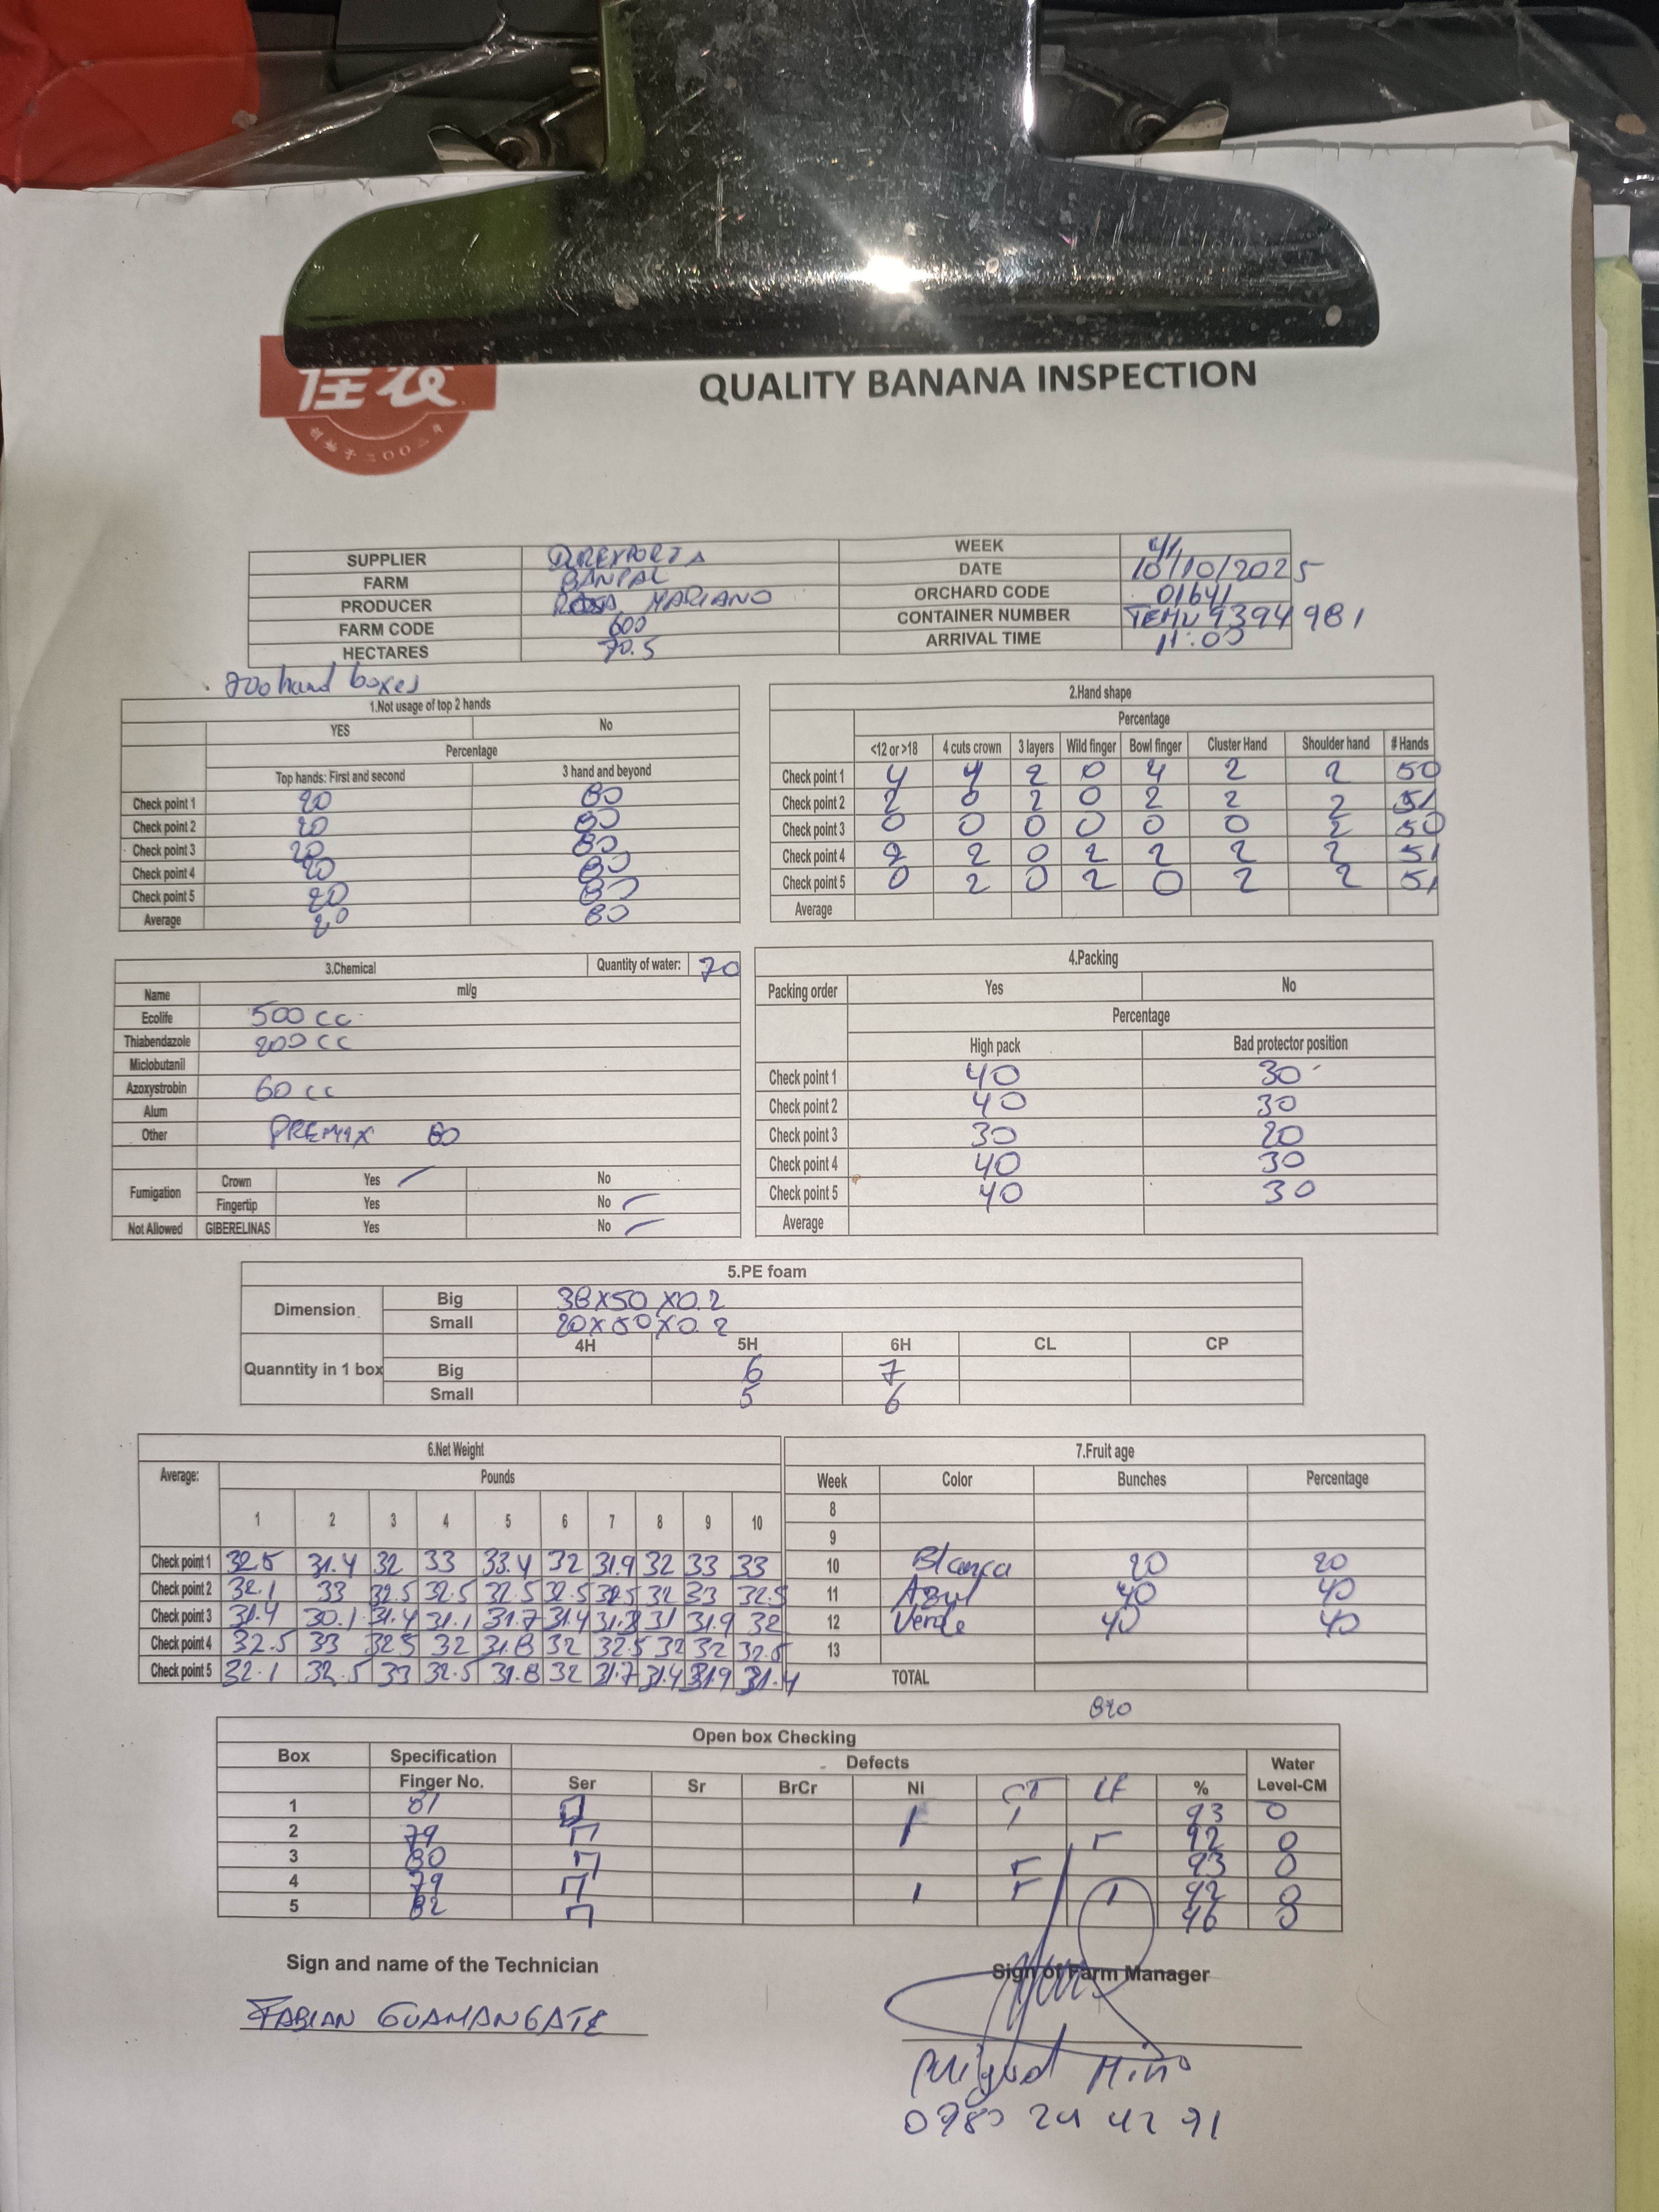 佳农
QUALITY BANANA INSPECTION
SUPPLIER
WEEK 41
FARM BANPAL
DATE 10/10/2025
PRODUCER ROSA MARIANO
ORCHARD CODE 01641
FARM CODE 600
CONTAINER NUMBER TEMU 9394981
HECTARES 70.5
ARRIVAL TIME 11:00
hand boxes
1.Not usage of top 2 hands
YES No
Percentage
Top hands: First and second 3 hand and beyond
Check point 1 20 80
Check point 2 20 80
Check point 3 20 80
Check point 4 20 80
Check point 5 20 80
Average 20 80
2.Hand shape
Percentage
<12 or >18 4 cuts crown 3 layers Wild finger Bowl finger Cluster Hand Shoulder hand # Hands
Check point 1 4 4 2 0 4 2 2 50
Check point 2 2 0 2 0 2 2 2 51
Check point 3 0 0 0 0 0 0 2 50
Check point 4 2 2 0 2 2 2 2 51
Check point 5 0 2 0 2 0 2 2 51
Average
3.Chemical Quantity of water: 70
Name ml/g
Ecolife 500 cc
Thiabendazole 200 cc
Miclobutanil
Azoxystrobin 60 cc
Alum
Other PREMAX 80
Fumigation Crown Yes No
Fingertip Yes No
Not Allowed GIBERELINAS Yes No
4.Packing
Packing order Yes No
Percentage
High pack Bad protector position
Check point 1 40 30
Check point 2 40 30
Check point 3 30 20
Check point 4 40 30
Check point 5 40 30
Average
5.PE foam
Dimension Big 38x50x0.2
Small 20x50x0.2
4H 5H 6H CL CP
Quanntity in 1 box Big 6 7
Small 5 6
6.Net Weight
Average: Pounds
1 2 3 4 5 6 7 8 9 10
Check point 1 32.5 31.4 32 33 33.4 32 31.9 32 33 33
Check point 2 32.1 33 32.5 32.5 32.5 32.5 32.5 32 33 32.5
Check point 3 31.4 30.1 31.4 31.1 31.7 31.4 31.8 31 31.9 32
Check point 4 32.5 33 32.5 32 31.8 32 32.5 32 32 32.5
Check point 5 32.1 32.5 33 32.5 31.8 32 31.7 31.4 31.9 31.4
7.Fruit age
Week Color Bunches Percentage
8
9
10 Blanca 20 20
11 Azul 40 40
12 Verde 40 40
13
TOTAL
Open box Checking
Box Specification Defects Water
Finger No. Ser Sr BrCr NI CT LF % Level-CM
1 81 93 0
2 79 92 0
3 80 93 0
4 79 92 0
5 82 96 0
Sign and name of the Technician
Sign of Farm Manager
FABIAN GUAMANGATE
Miguel Miño